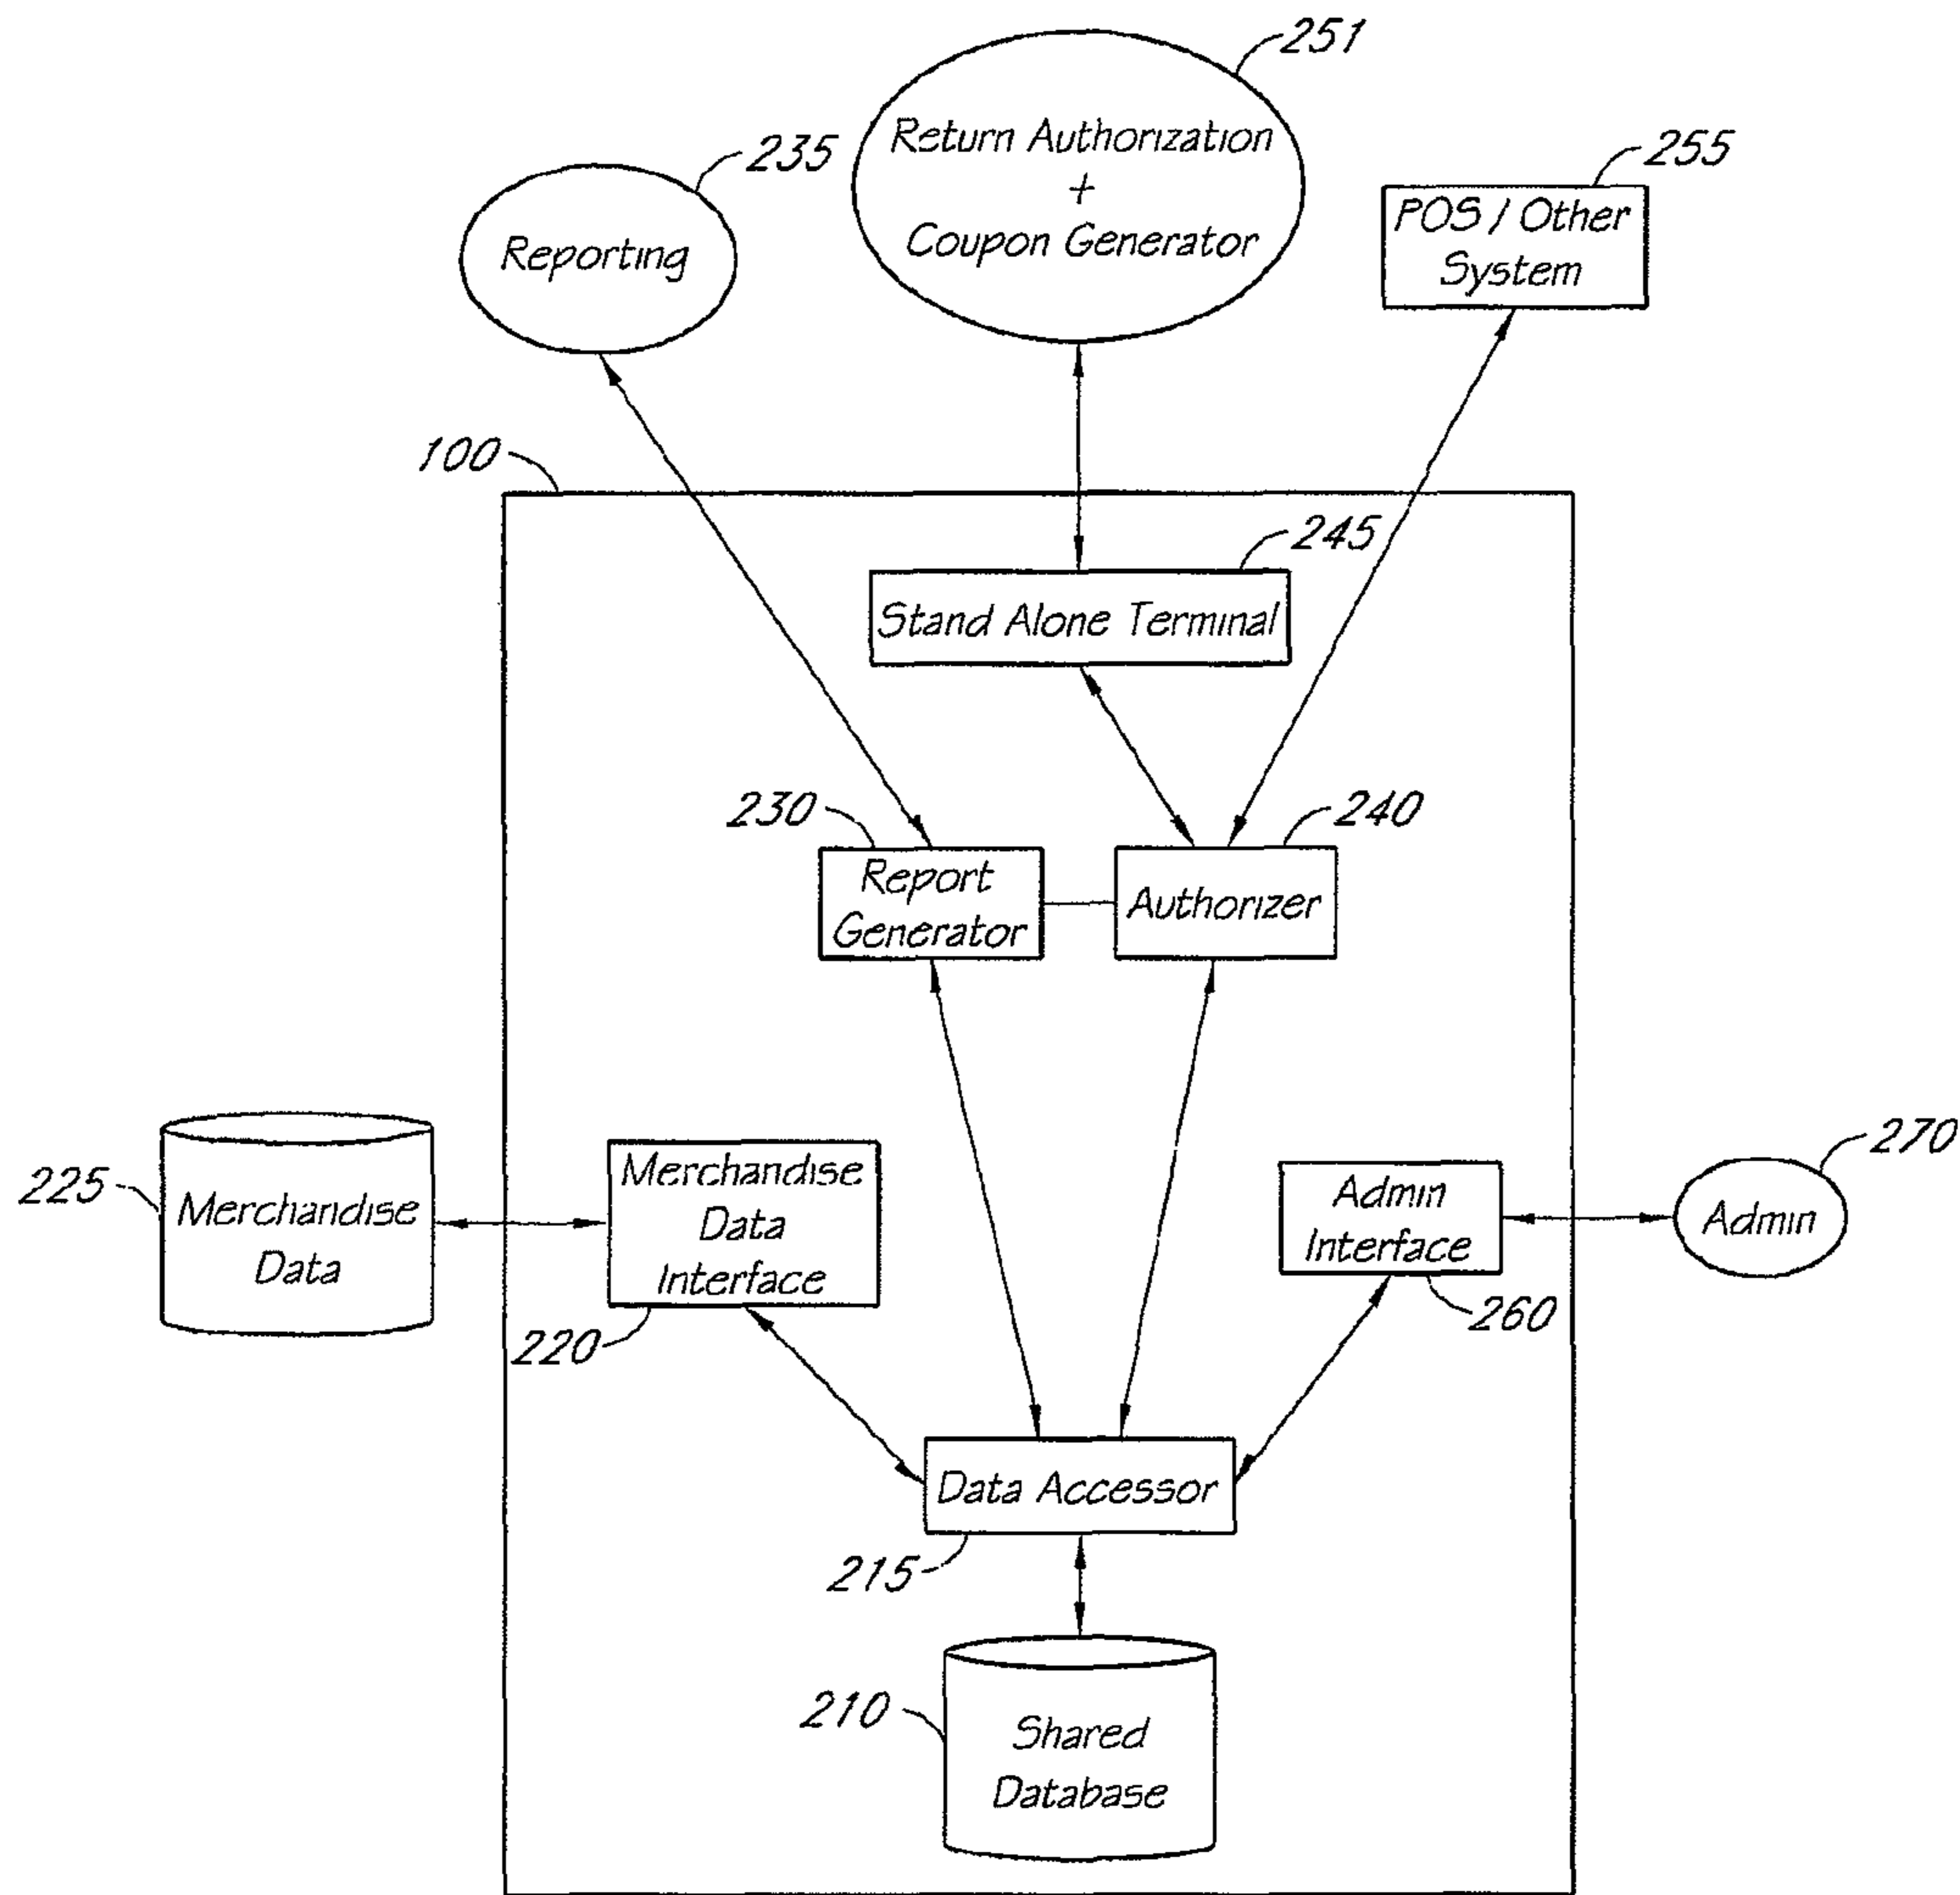 251
Return Authorization
+
Coupon Generator
235
Reporting
255
POS / Other
System
100
245
Stand Alone Terminal
230
Report
Generator
240
Authorizer
225
Merchandise
Data
Merchandise
Data
Interface
220
Admin
Interface
260
270
Admin
Data Accessor
215
210
Shared
Database